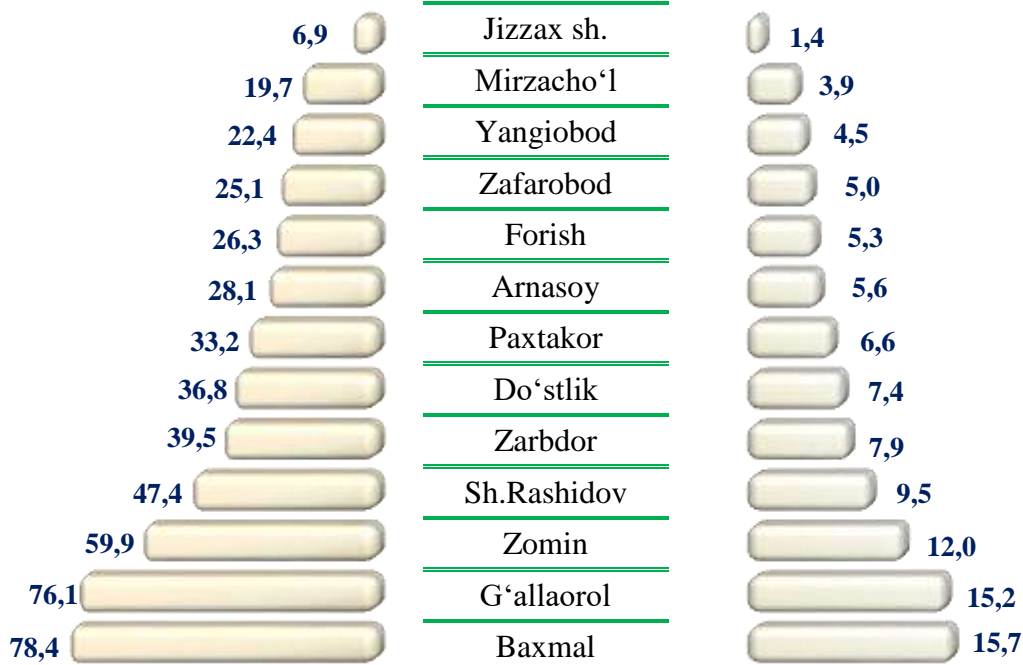 6,9 Jizzax sh. 1,4
19,7 Mirzacho‘l 3,9
22,4 Yangiobod 4,5
25,1 Zafarobod 5,0
26,3 Forish 5,3
28,1 Arnasoy 5,6
33,2 Paxtakor 6,6
36,8 Do‘stlik 7,4
39,5 Zarbdor 7,9
47,4 Sh.Rashidov 9,5
59,9 Zomin 12,0
76,1 G‘allaorol 15,2
78,4 Baxmal 15,7